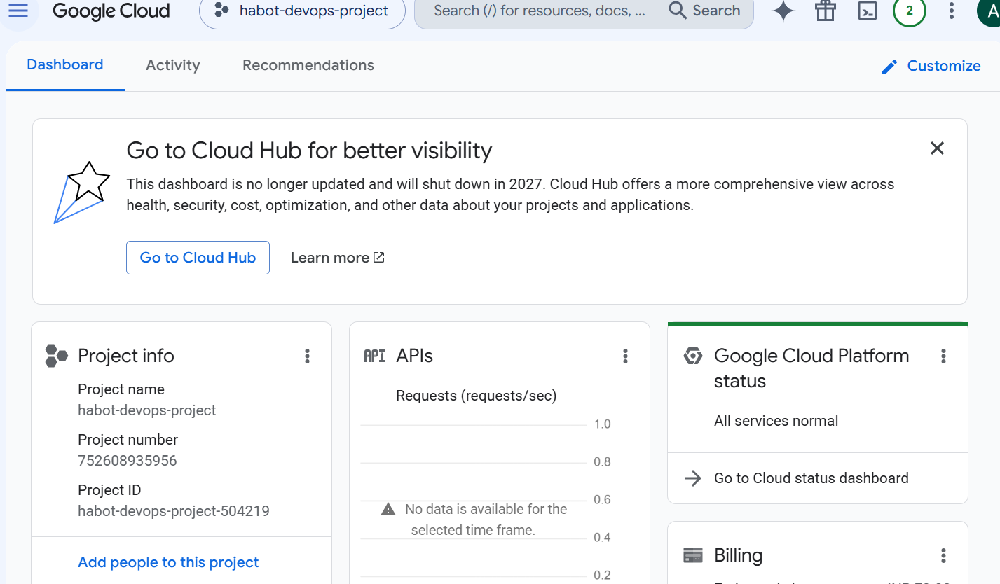 Google Cloud
habot-devops-project
Search (/) for resources, docs, ...
Search
2
A
Dashboard
Activity
Recommendations
Customize
Go to Cloud Hub for better visibility
This dashboard is no longer updated and will shut down in 2027. Cloud Hub offers a more comprehensive view across
health, security, cost, optimization, and other data about your projects and applications.
Go to Cloud Hub
Learn more
Project info
Project name
habot-devops-project
Project number
752608935956
Project ID
habot-devops-project-504219
Add people to this project
API
APIs
Requests (requests/sec)
1.0
0.8
0.6
No data is available for the
selected time frame.
0.4
0.2
Google Cloud Platform
status
All services normal
Go to Cloud status dashboard
Billing